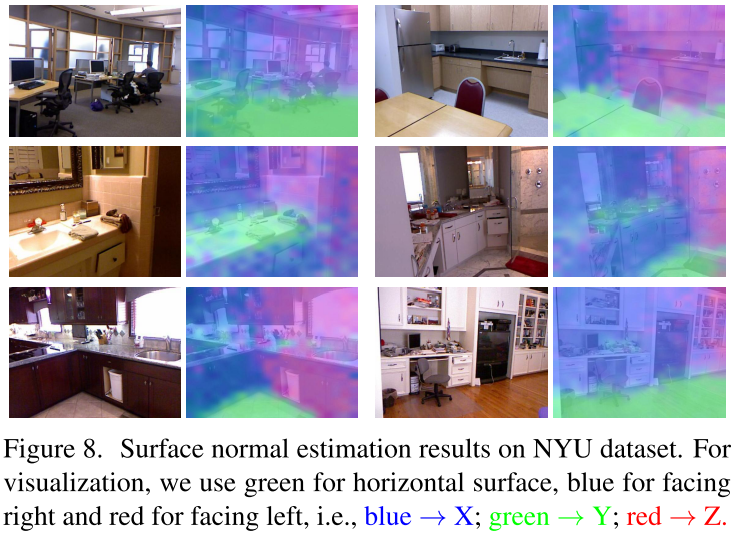 Figure 8. Surface normal estimation results on NYU dataset. For
visualization, we use green for horizontal surface, blue for facing
right and red for facing left, i.e., blue → X; green → Y; red → Z.